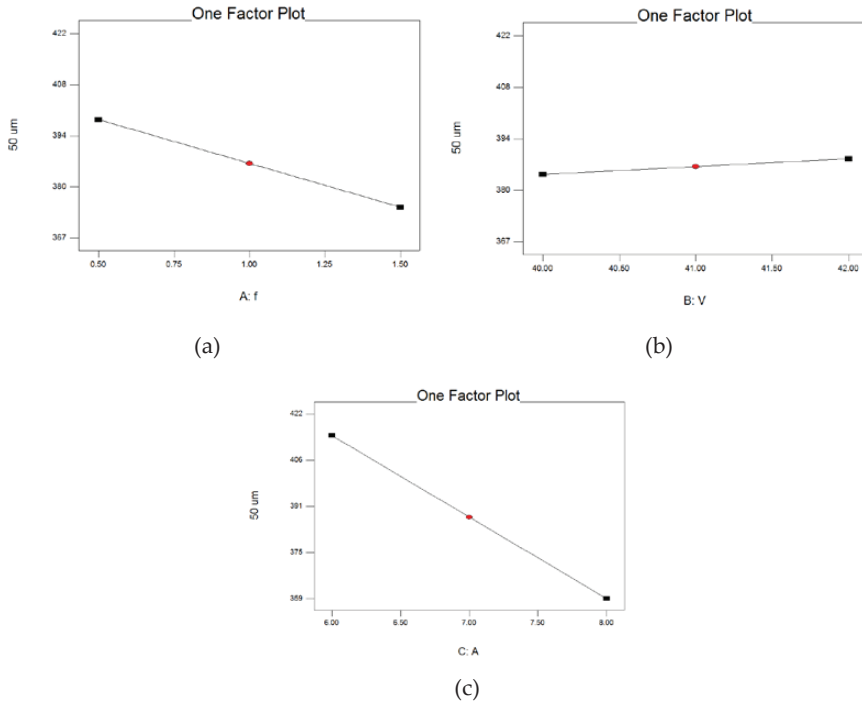 One Factor Plot
422
408
394
380
367
50 um
0.50 0.75 1.00 1.25 1.50
A: f
(a)
One Factor Plot
422
408
394
380
367
50 um
40.00 40.50 41.00 41.50 42.00
B: V
(b)
One Factor Plot
422
406
391
375
359
50 um
6.00 6.50 7.00 7.50 8.00
C: A
(c)